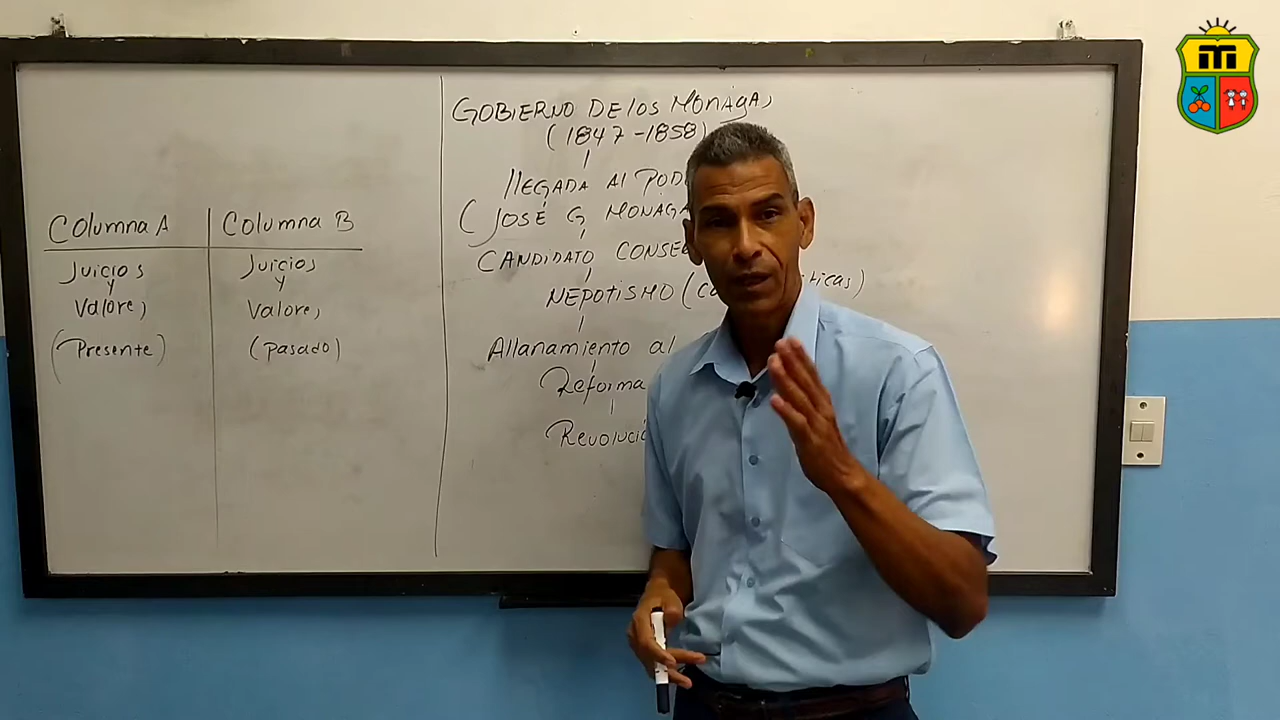 Columna A
Juicios
y
Valores
(Presente)
Columna B
Juicios
y
Valores
(pasado)
GOBIERNO DE los MONAGAS
(1847-1858)
llEGADA Al
(JOSÉ G MONAGA
CANDIDATO
NEPOTISMO
Allanamiento al
Reforma